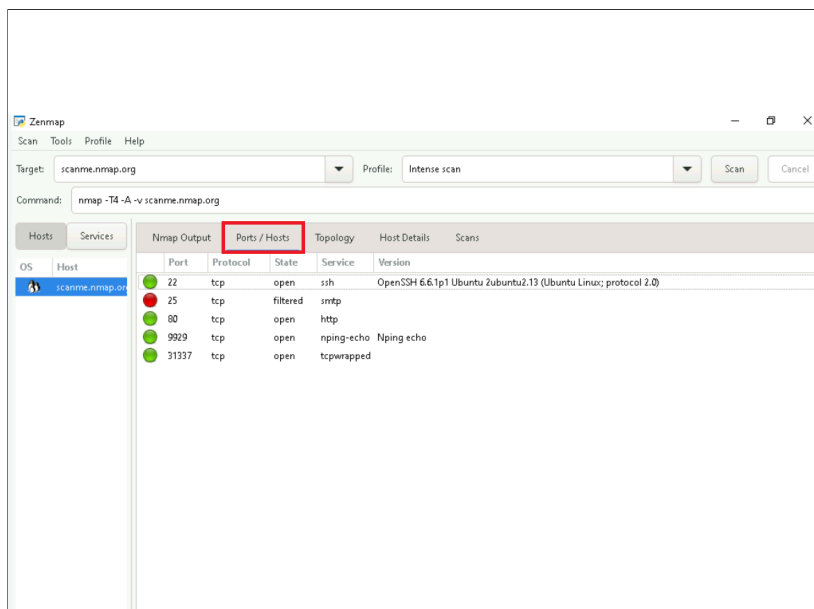 Zenmap
Scan Tools Profile Help
Target: scanme.nmap.org Profile: Intense scan Scan Cancel
Command: nmap -T4 -A -v scanme.nmap.org
Hosts Services Nmap Output Ports / Hosts Topology Host Details Scans
OS Host Port Protocol State Service Version
scanme.nmap.or 22 tcp open ssh OpenSSH 6.6.1p1 Ubuntu 2ubuntu2.13 (Ubuntu Linux; protocol 2.0)
25 tcp filtered smtp
80 tcp open http
9929 tcp open nping-echo Nping echo
31337 tcp open tcpwrapped